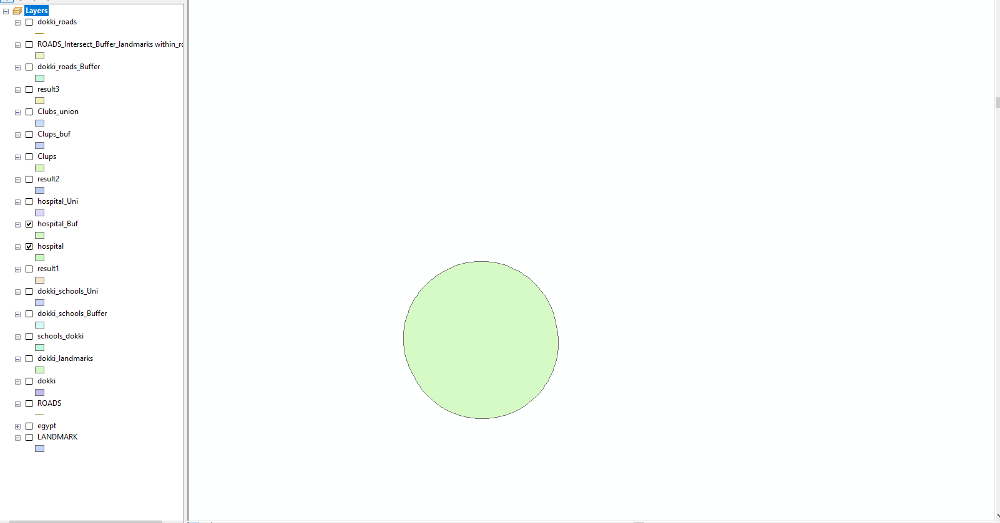 Layers
dokki_roads
ROADS_Intersect_Buffer_landmarks within_ro
dokki_roads_Buffer
result3
Clubs_union
Clups_buf
Clups
result2
hospital_Uni
hospital_Buf
hospital
result1
dokki_schools_Uni
dokki_schools_Buffer
schools_dokki
dokki_landmarks
dokki
ROADS
egypt
LANDMARK